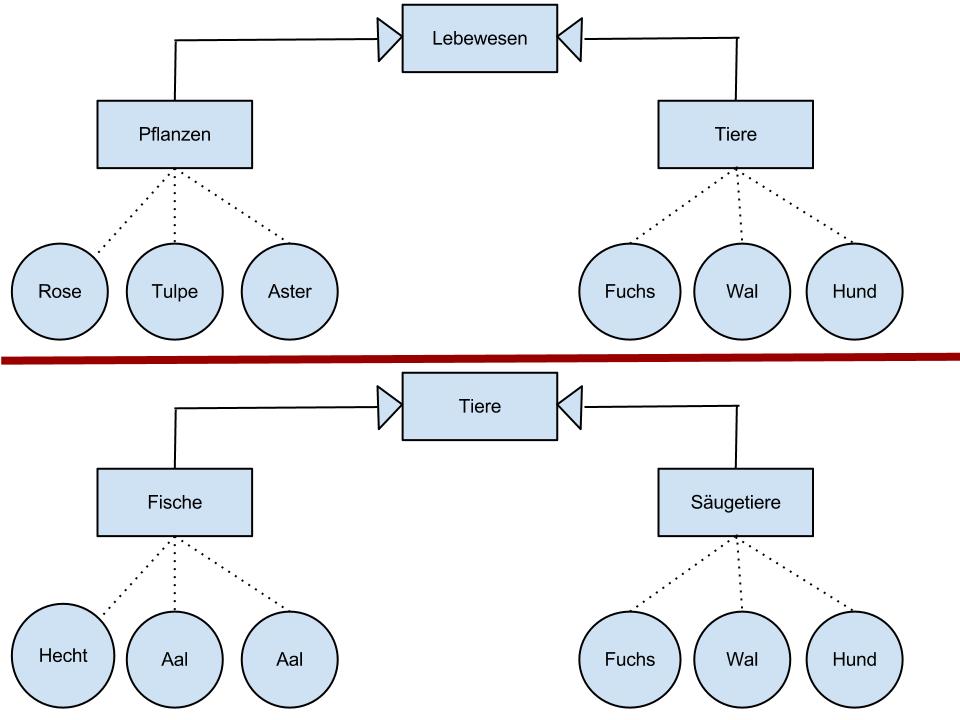 Lebewesen
Pflanzen
Tiere
Rose
Tulpe
Aster
Fuchs
Wal
Hund
Tiere
Fische
Säugetiere
Hecht
Aal
Aal
Fuchs
Wal
Hund